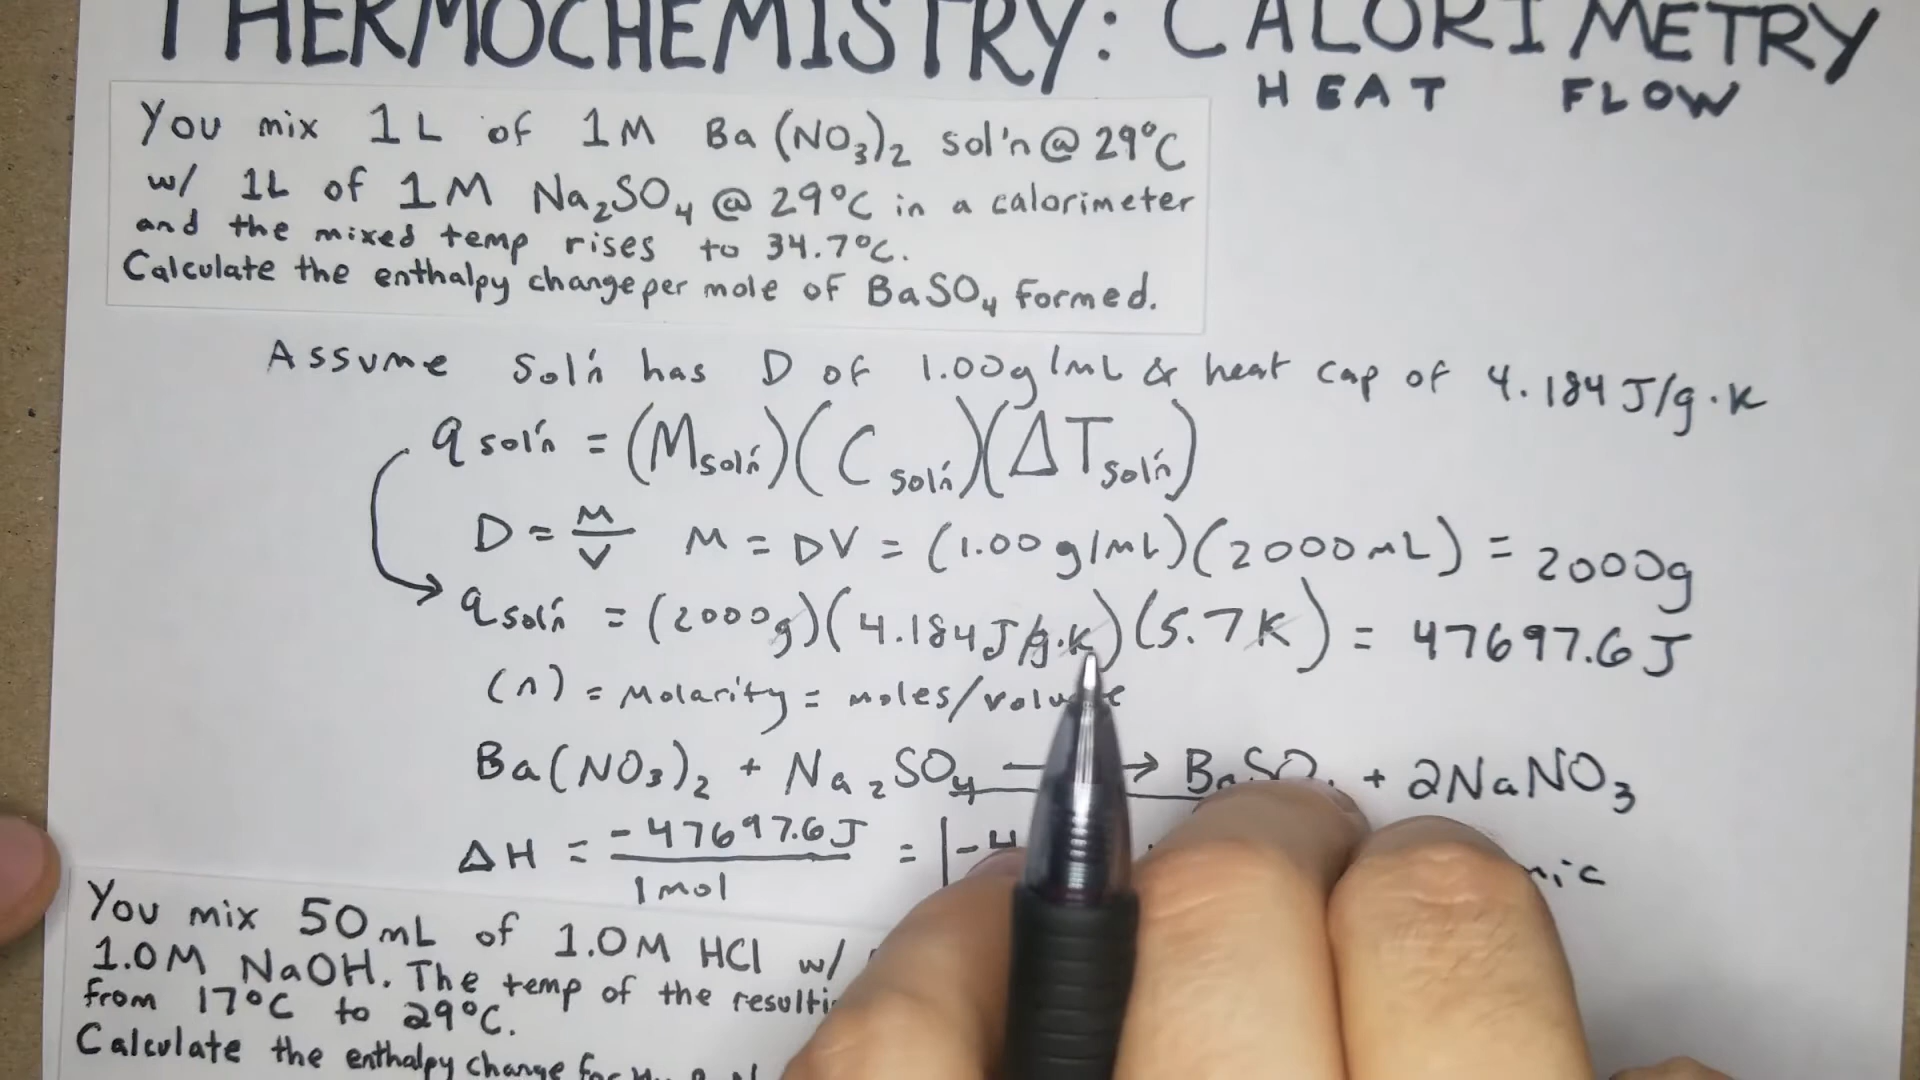 THERMOCHEMISTRY: CALORIMETRY
HEAT FLOW
You mix 1L of 1M Ba(NO₃)₂ sol'n @ 29°C
w/ 1L of 1M Na₂SO₄ @ 29°C in a calorimeter
and the mixed temp rises to 34.7°C.
Calculate the enthalpy change per mole of BaSO₄ formed.
Assume Sol'n has D of 1.00g/mL & heat cap of 4.184 J/g·K
q sol'n = (M sol'n)(C sol'n)(ΔT sol'n)
D = M/V M = DV = (1.00 g/mL)(2000mL) = 2000g
q sol'n = (2000g)(4.184J/g·K)(5.7K) = 47697.6J
(n) = Molarity = moles/volume
Ba(NO₃)₂ + Na₂SO₄ → BaSO + 2NaNO₃
ΔH = -47697.6J / 1mol = -4
You mix 50mL of 1.0M HCl w/
1.0M NaOH. The temp of the
from 17°C to 29°C.
Calculate the enthalpy change for